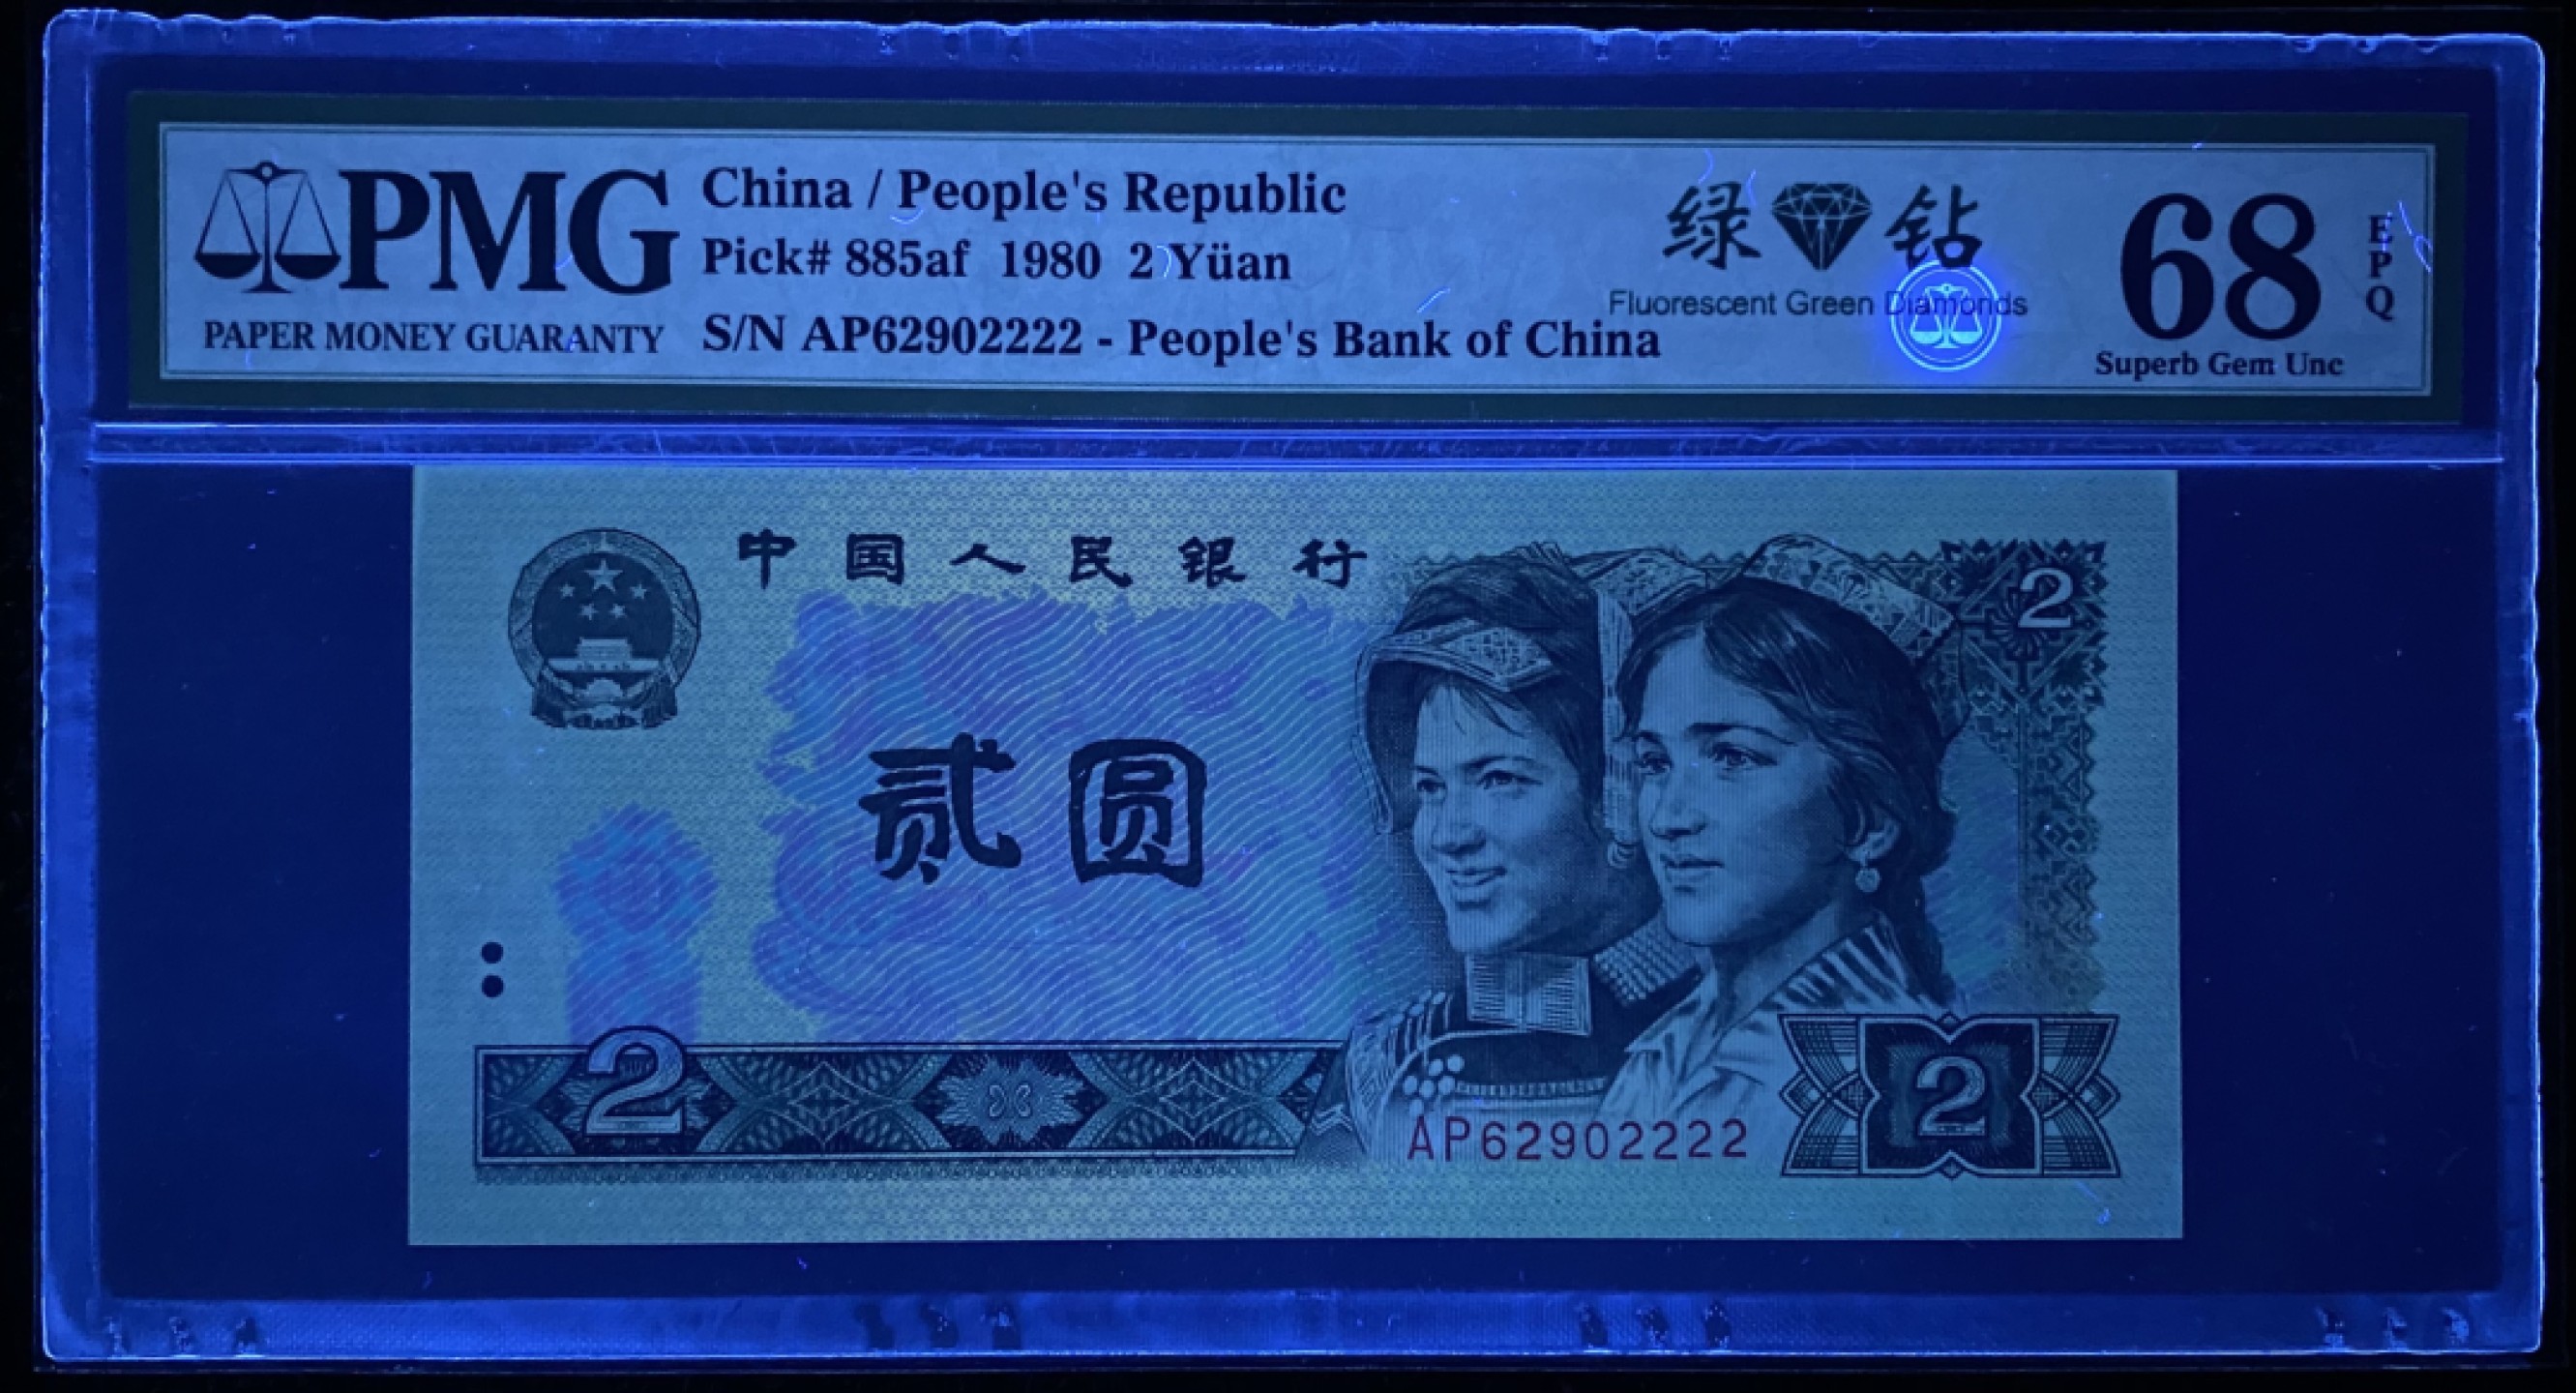 PMG
PAPER MONEY GUARANTY
China / People's Republic
Pick# 885af 1980 2 Yüan
S/N AP62902222 - People's Bank of China
绿 钻
Fluorescent Green Diamonds
68
EPQ
Superb Gem Unc
中国人民银行
2
贰圆
2
2
AP62902222